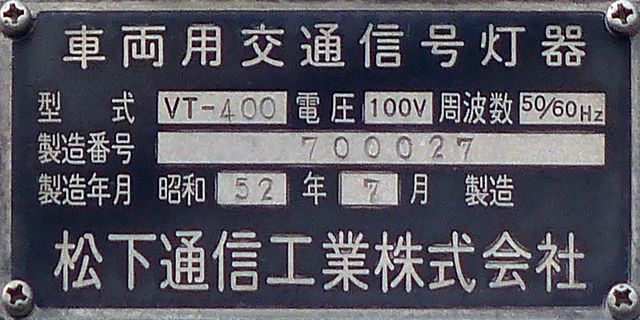 車両用交通信号灯器
型式 VT-400 電圧 100V 周波数 50/60Hz
製造番号 700027
製造年月 昭和 52 年 7 月 製造
松下通信工業株式会社